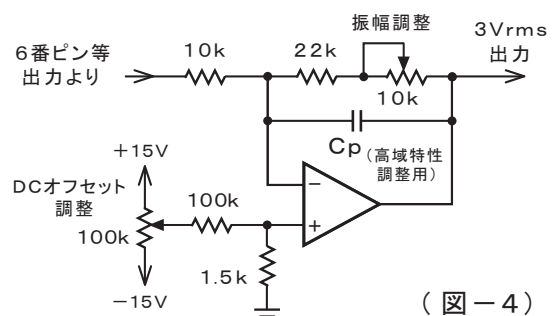 6番ピン等
出力より
10k
22k
振幅調整
10k
3Vrms
出力
Cp(高域特性
調整用)
−
+
+15V
DCオフセット
調整
100k
100k
1.5k
−15V
(図−4)